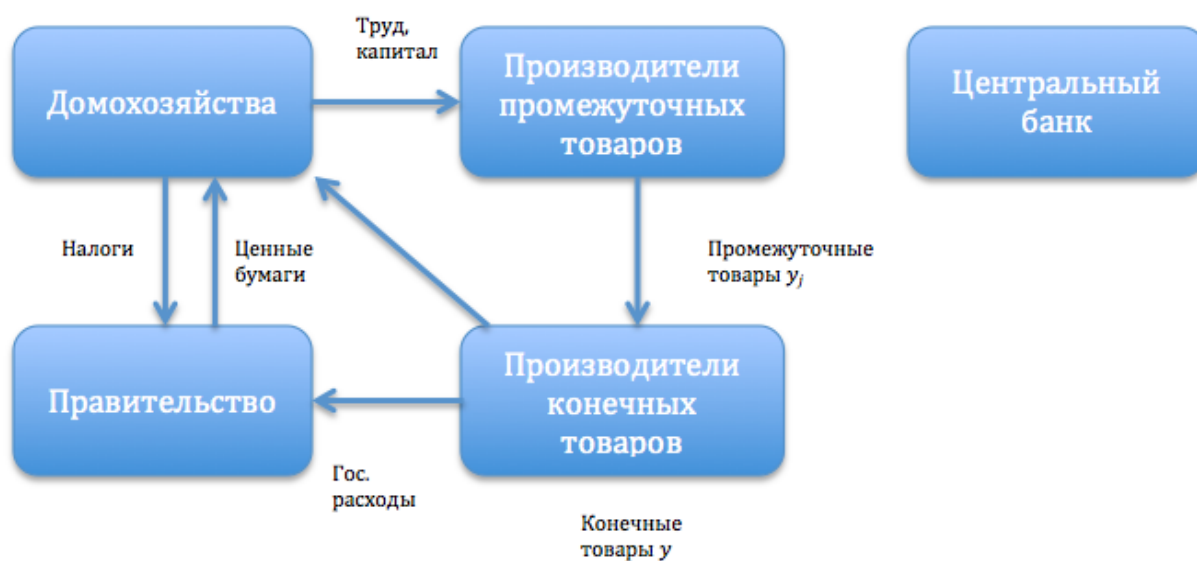 Домохозяйства
Труд,
капитал
Производители
промежуточных
товаров
Центральный
банк
Налоги
Ценные
бумаги
Промежуточные
товары yⱼ
Правительство
Производители
конечных
товаров
Гос.
расходы
Конечные
товары y